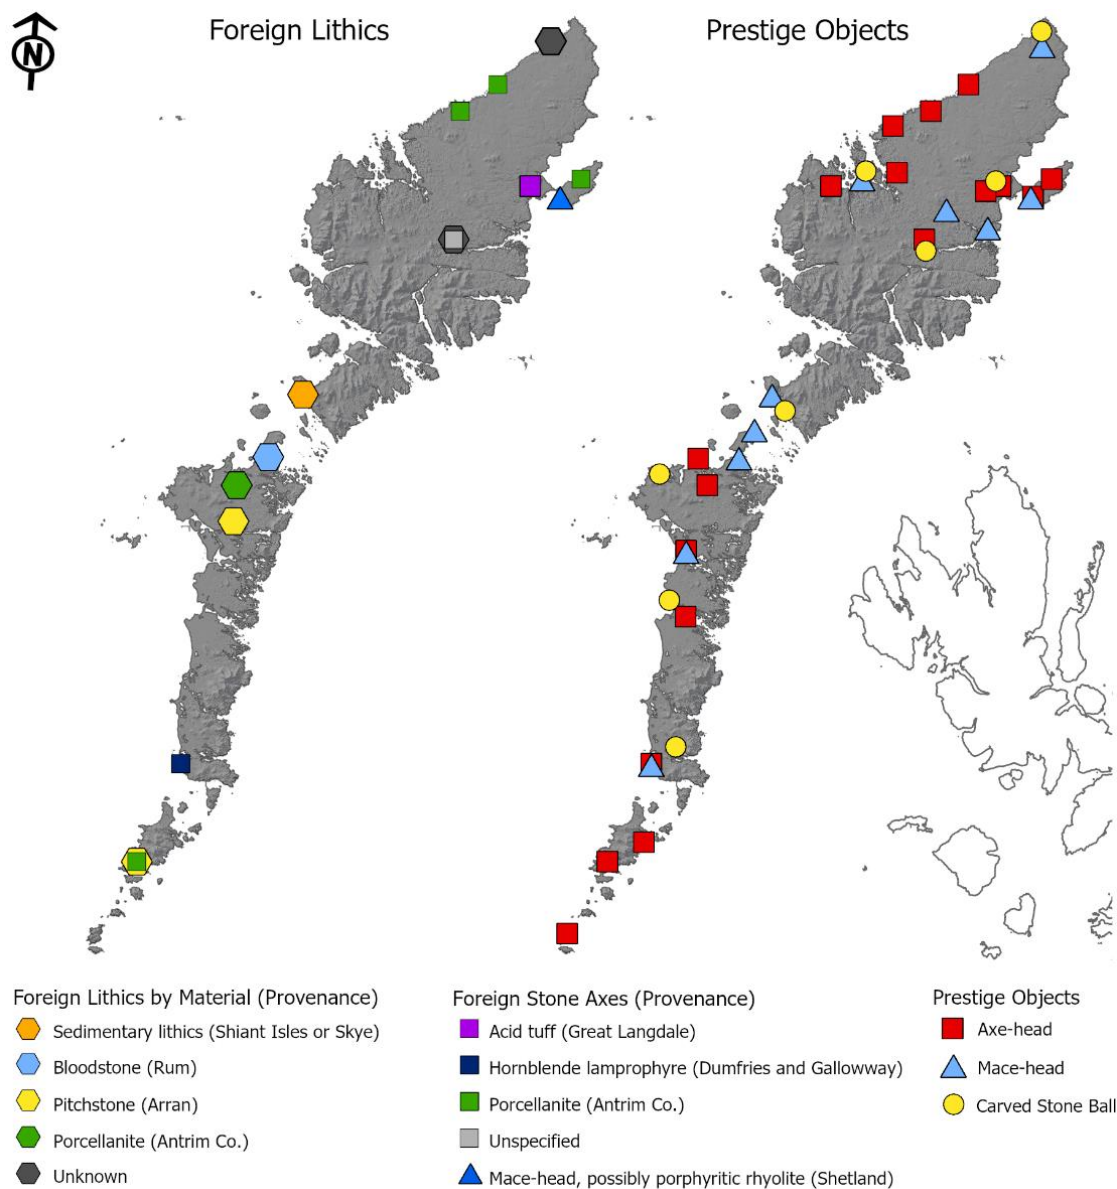 Foreign Lithics
Prestige Objects
N
Foreign Lithics by Material (Provenance)
Sedimentary lithics (Shiant Isles or Skye)
Bloodstone (Rum)
Pitchstone (Arran)
Porcellanite (Antrim Co.)
Unknown
Foreign Stone Axes (Provenance)
Acid tuff (Great Langdale)
Hornblende lamprophyre (Dumfries and Gallowway)
Porcellanite (Antrim Co.)
Unspecified
Mace-head, possibly porphyritic rhyolite (Shetland)
Prestige Objects
Axe-head
Mace-head
Carved Stone Ball